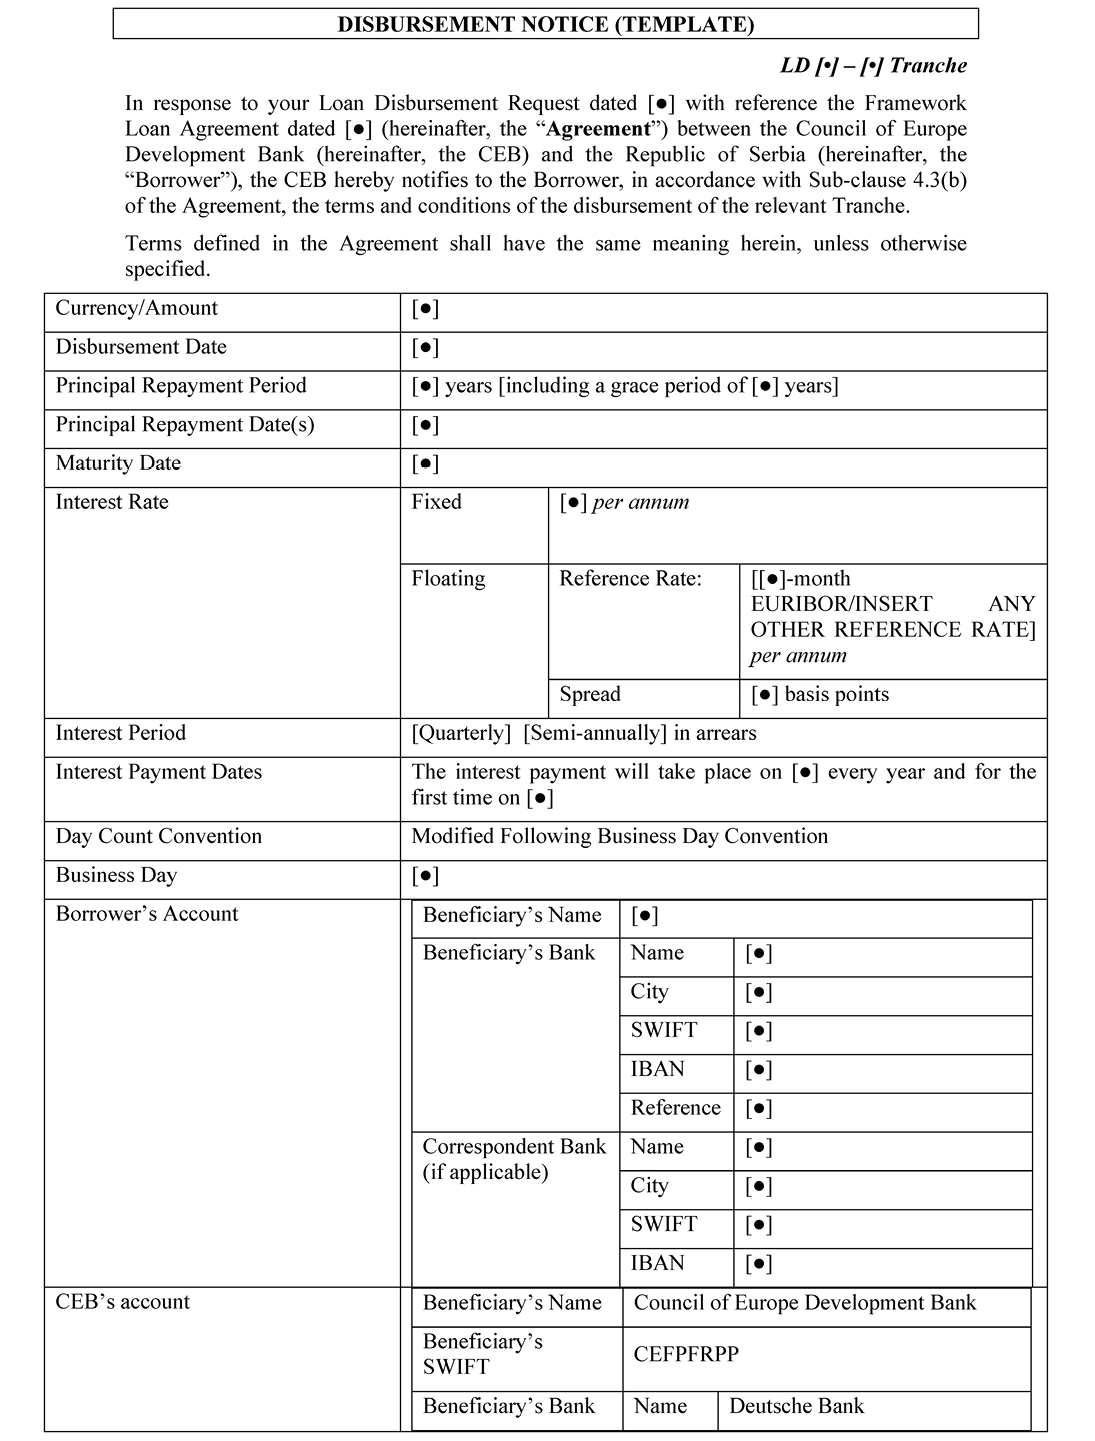 DISBURSEMENT NOTICE (TEMPLATE)
LD [•] – [•] Tranche
In response to your Loan Disbursement Request dated [●] with reference the Framework
Loan Agreement dated [●] (hereinafter, the “Agreement”) between the Council of Europe
Development Bank (hereinafter, the CEB) and the Republic of Serbia (hereinafter, the
“Borrower”), the CEB hereby notifies to the Borrower, in accordance with Sub-clause 4.3(b)
of the Agreement, the terms and conditions of the disbursement of the relevant Tranche.
Terms defined in the Agreement shall have the same meaning herein, unless otherwise
specified.
Currency/Amount [●]
Disbursement Date [●]
Principal Repayment Period [●] years [including a grace period of [●] years]
Principal Repayment Date(s) [●]
Maturity Date [●]
Interest Rate Fixed [●] per annum
Floating Reference Rate: [[●]-month
EURIBOR/INSERT ANY
OTHER REFERENCE RATE]
per annum
Spread [●] basis points
Interest Period [Quarterly] [Semi-annually] in arrears
Interest Payment Dates The interest payment will take place on [●] every year and for the
first time on [●]
Day Count Convention Modified Following Business Day Convention
Business Day [●]
Borrower’s Account Beneficiary’s Name [●]
Beneficiary’s Bank Name [●]
City [●]
SWIFT [●]
IBAN [●]
Reference [●]
Correspondent Bank Name [●]
(if applicable)
City [●]
SWIFT [●]
IBAN [●]
CEB’s account Beneficiary’s Name Council of Europe Development Bank
Beneficiary’s
SWIFT CEFPFRPP
Beneficiary’s Bank Name Deutsche Bank